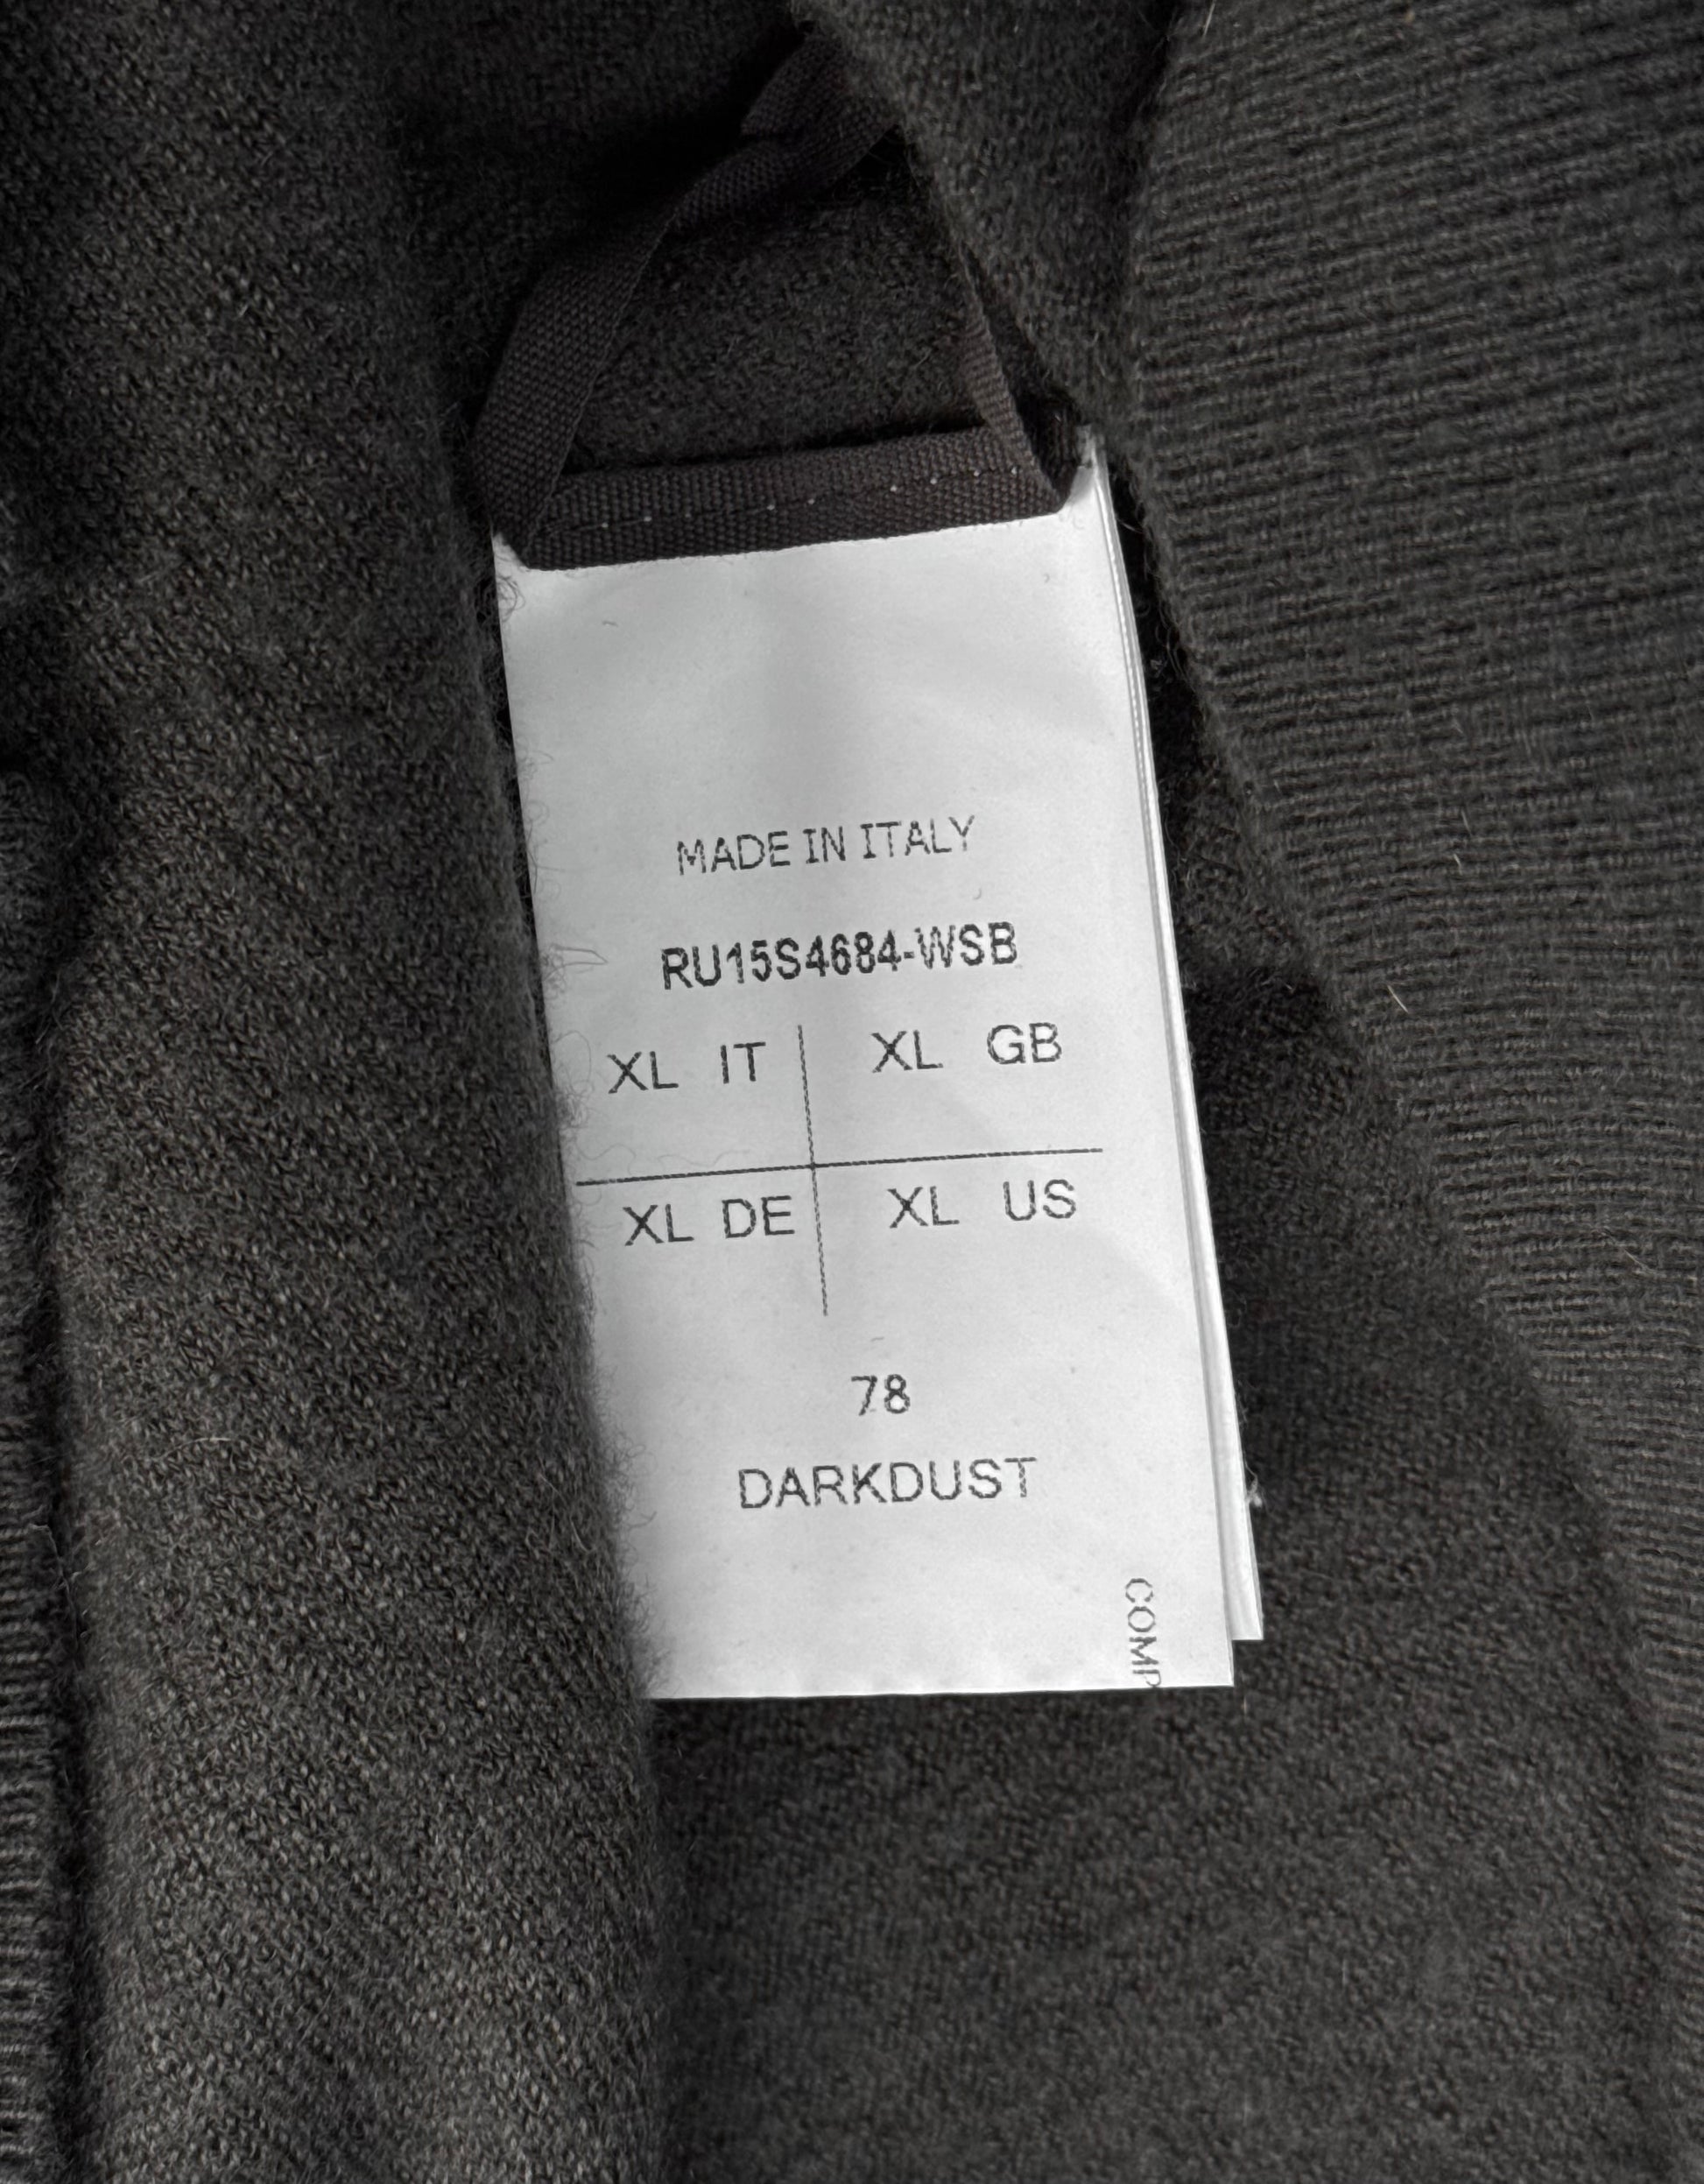 MADE IN ITALY
RU15S4684-WSB
XL IT XL GB
XL DE XL US
78
DARKDUST
COMP